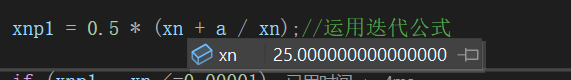 xnp1 = 0.5 * (xn + a / xn);//运用迭代公式
xn 25.000000000000000